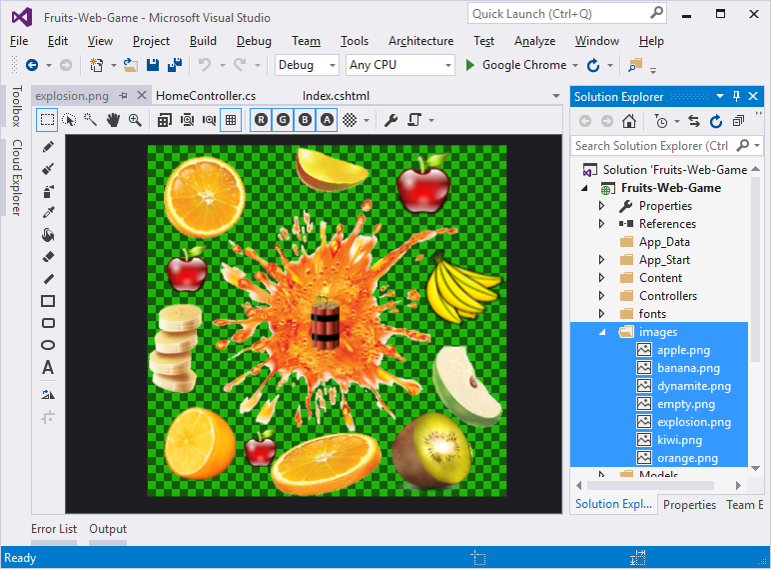 Fruits-Web-Game - Microsoft Visual Studio
Quick Launch (Ctrl+Q)
File Edit View Project Build Debug Team Tools Architecture Test Analyze Window Help
Debug Any CPU Google Chrome
Toolbox
Cloud Explorer
explosion.png HomeController.cs Index.cshtml
R G B A
A
Solution Explorer
Search Solution Explorer (Ctrl
Solution 'Fruits-Web-Game
Fruits-Web-Game
Properties
References
App_Data
App_Start
Content
Controllers
fonts
images
apple.png
banana.png
dynamite.png
empty.png
explosion.png
kiwi.png
orange.png
Models
Solution Expl... Properties Team E
Error List Output
Ready